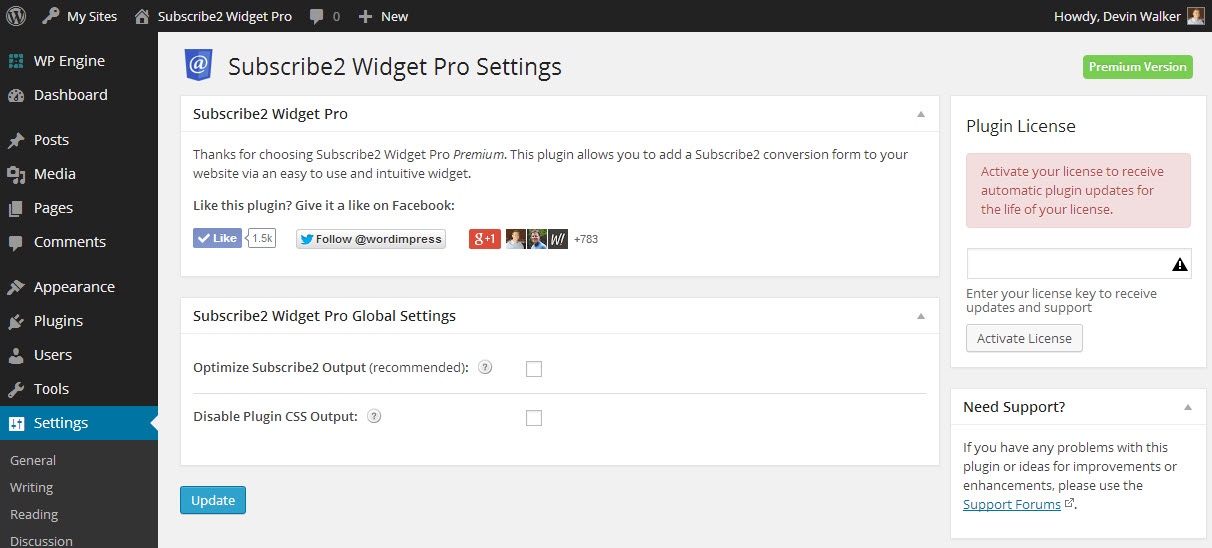 My Sites Subscribe2 Widget Pro 0 New Howdy, Devin Walker
WP Engine
Dashboard
Posts
Media
Pages
Comments
Appearance
Plugins
Users
Tools
Settings
General
Writing
Reading
Discussion
@ Subscribe2 Widget Pro Settings
Premium Version
Subscribe2 Widget Pro
Thanks for choosing Subscribe2 Widget Pro Premium. This plugin allows you to add a Subscribe2 conversion form to your
website via an easy to use and intuitive widget.
Like this plugin? Give it a like on Facebook:
Like 1.5k Follow @wordimpress g+1 W! +783
Subscribe2 Widget Pro Global Settings
Optimize Subscribe2 Output (recommended): ?
Disable Plugin CSS Output: ?
Update
Plugin License
Activate your license to receive
automatic plugin updates for
the life of your license.
Enter your license key to receive
updates and support
Activate License
Need Support?
If you have any problems with this
plugin or ideas for improvements or
enhancements, please use the
Support Forums.